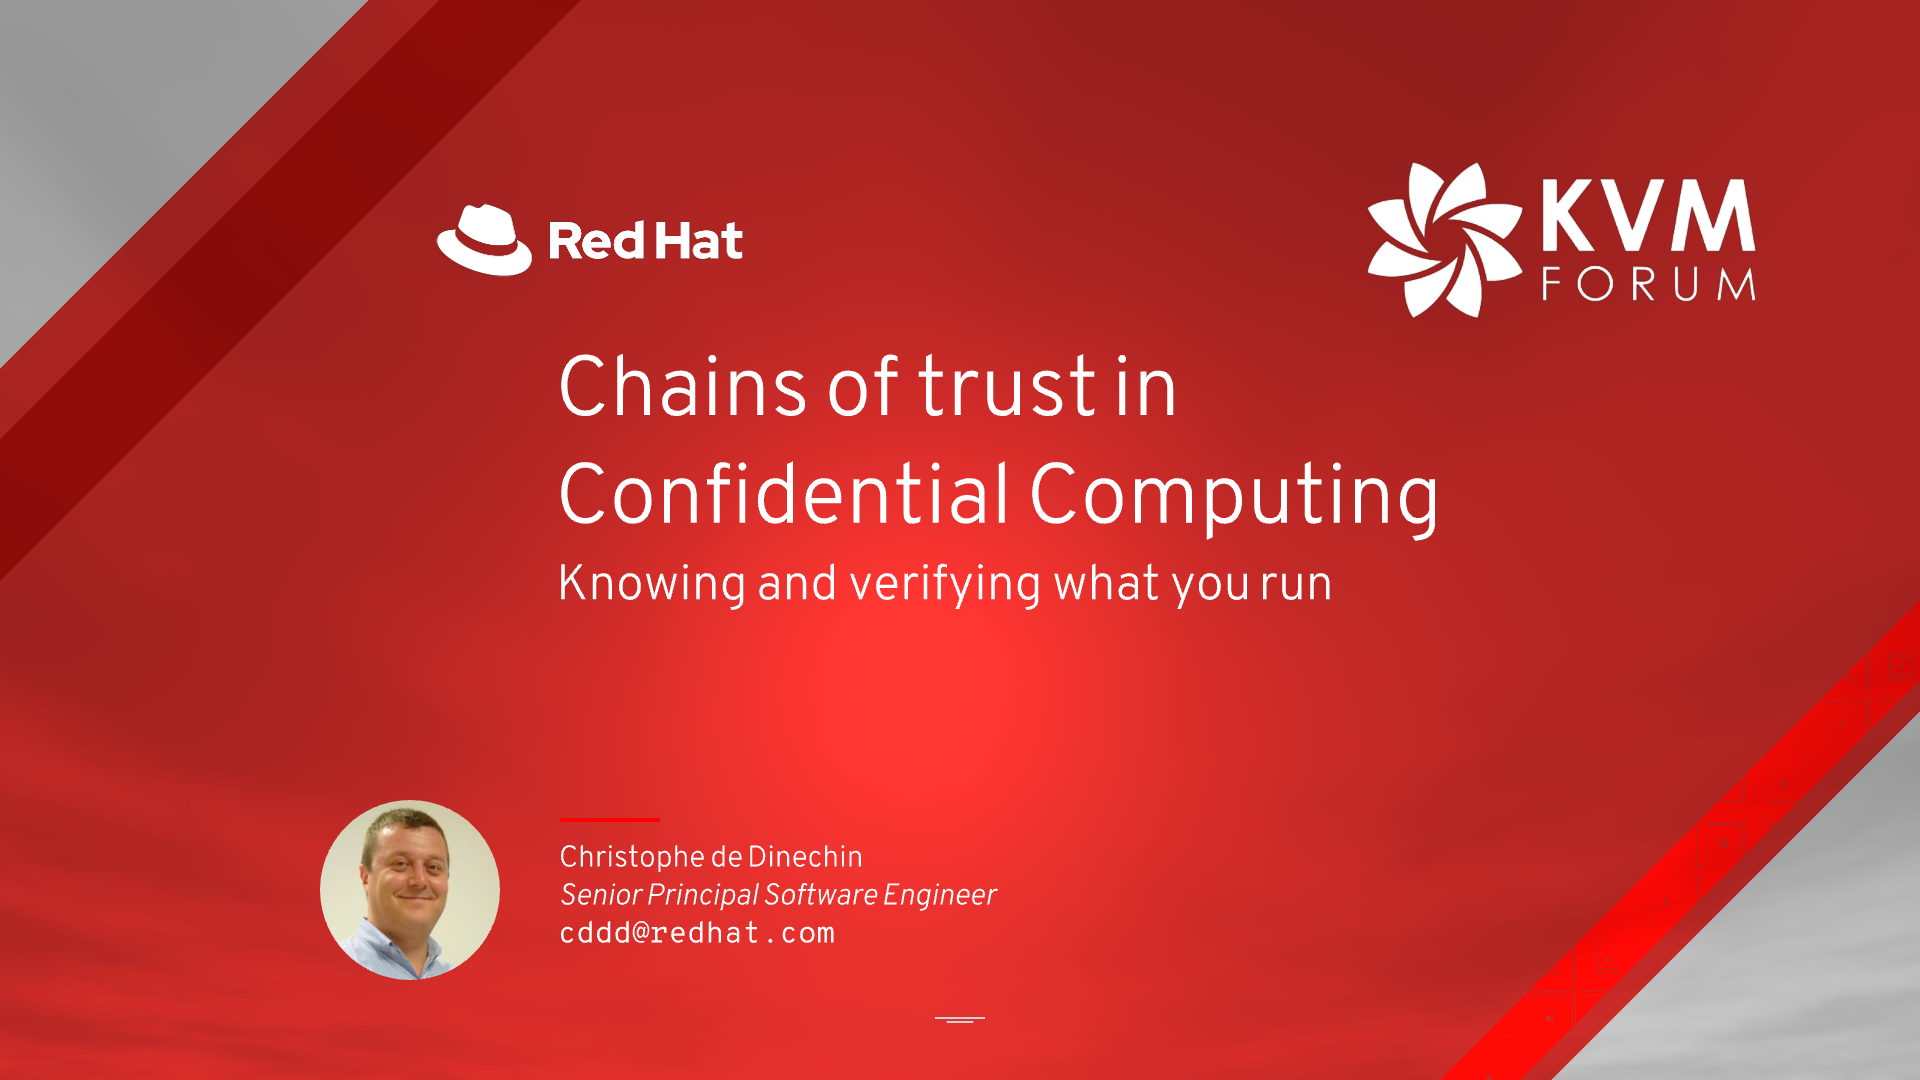 Red Hat
KVM
FORUM
Chains of trust in
Confidential Computing
Knowing and verifying what you run
Christophe de Dinechin
Senior Principal Software Engineer
cddd@redhat.com